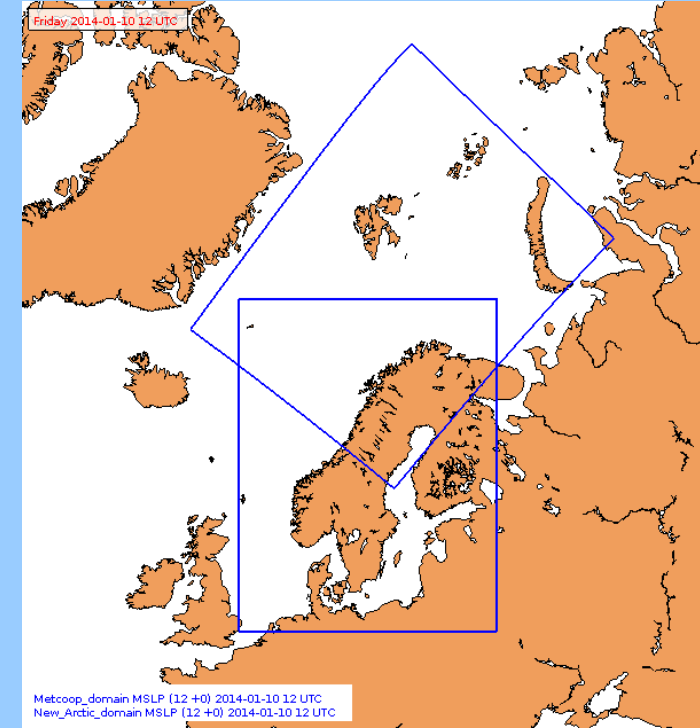 Friday 2014-01-10 12 UTC
Metcoop_domain MSLP (12 +0) 2014-01-10 12 UTC
New_Arctic_domain MSLP (12 +0) 2014-01-10 12 UTC